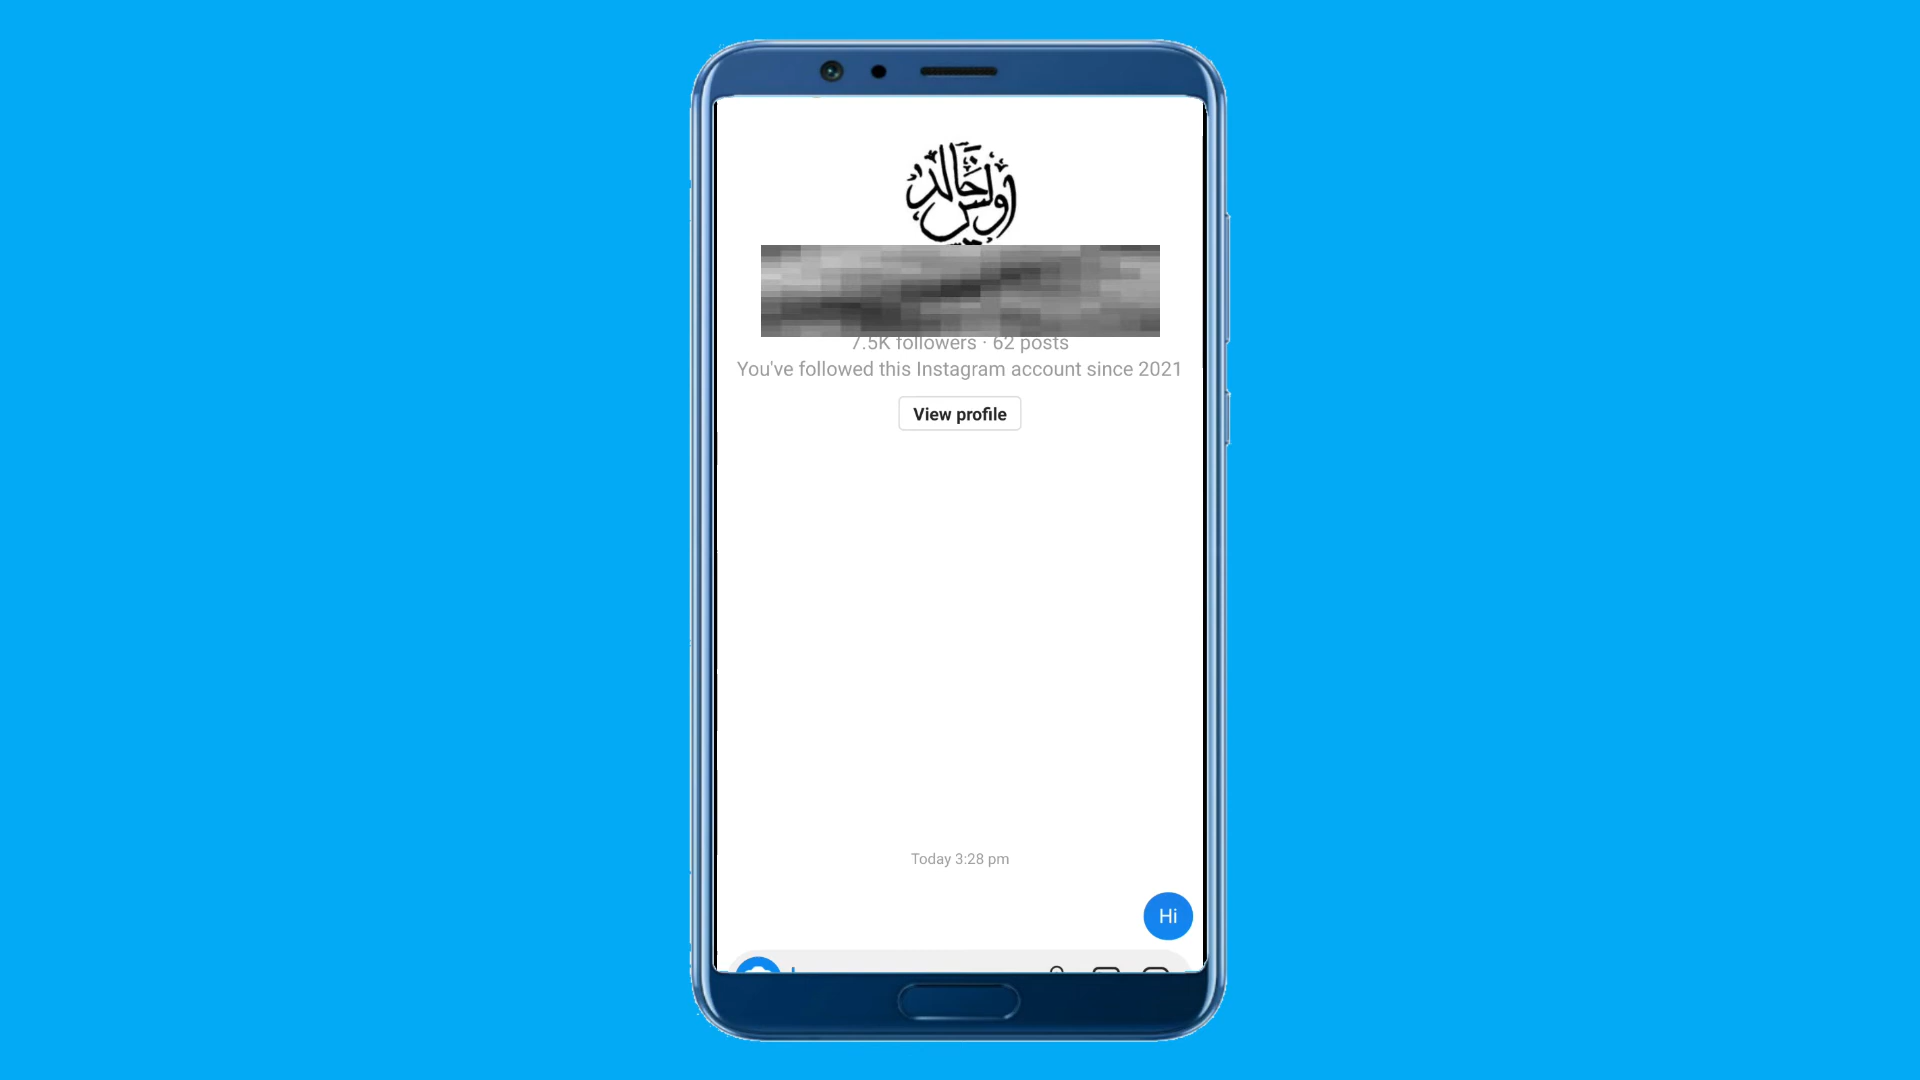 اويس خالد
7.5K followers · 62 posts
You've followed this Instagram account since 2021
View profile
Today 3:28 pm
Hi